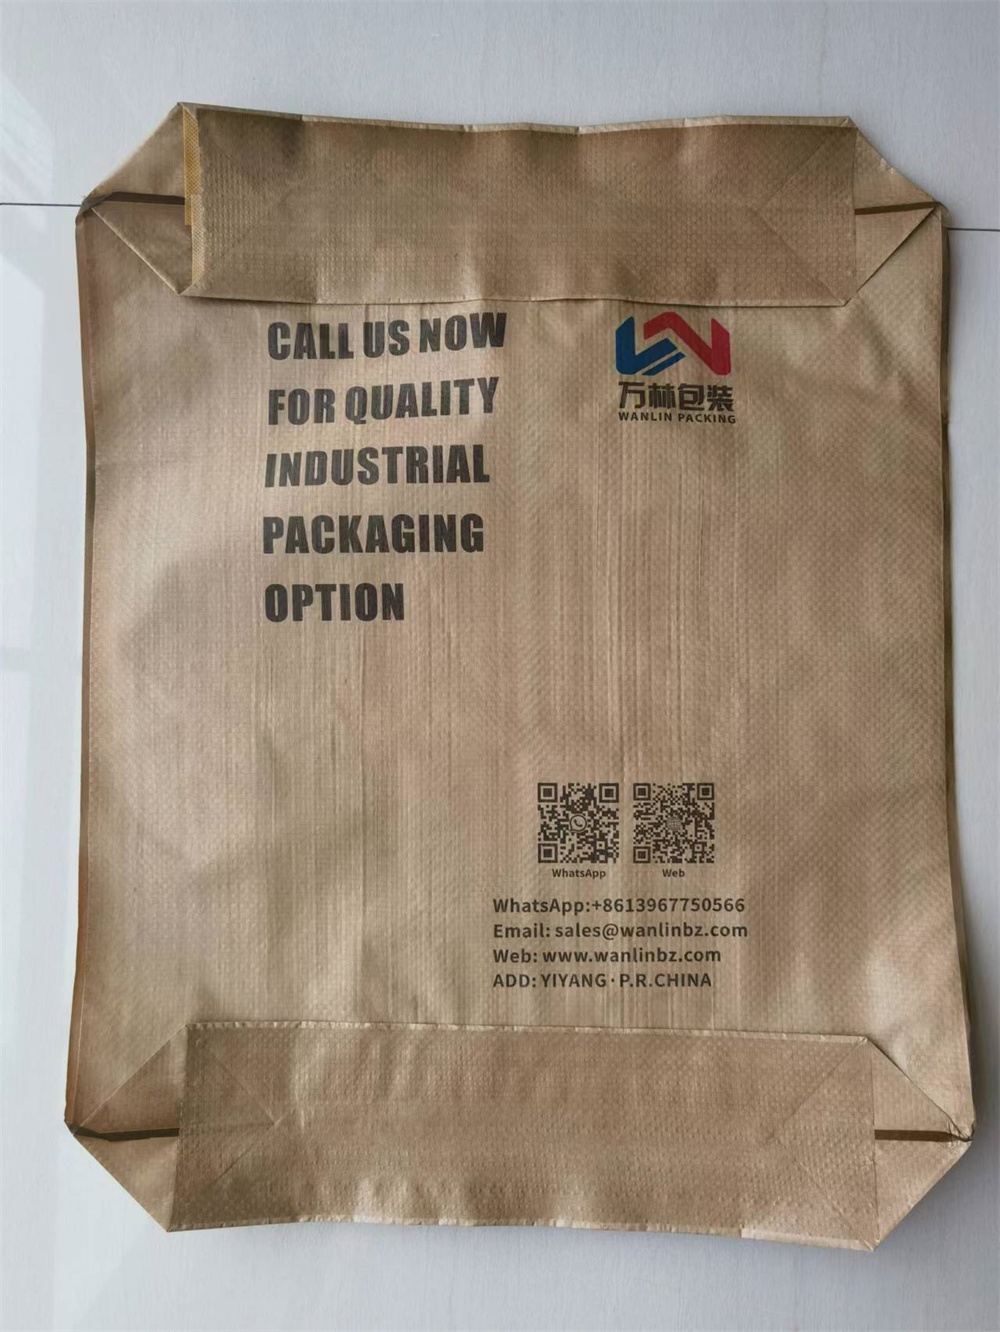 CALL US NOW
FOR QUALITY
INDUSTRIAL
PACKAGING
OPTION
万林包装
WANLIN PACKING
WhatsApp
Web
WhatsApp:+8613967750566
Email: sales@wanlinbz.com
Web: www.wanlinbz.com
ADD: YIYANG·P.R.CHINA